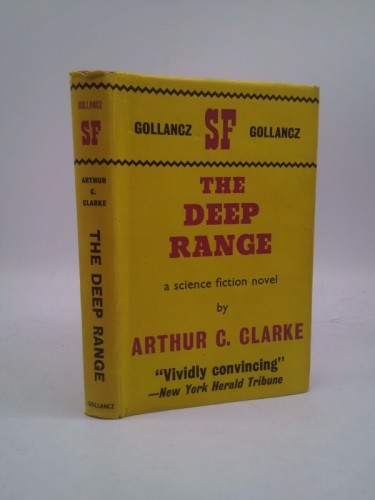 GOLLANCZ
SF
ARTHUR
C.
CLARKE
THE DEEP RANGE
GOLLANCZ
GOLLANCZ SF GOLLANCZ
THE
DEEP
RANGE
a science fiction novel
by
ARTHUR C. CLARKE
"Vividly convincing"
—New York Herald Tribune